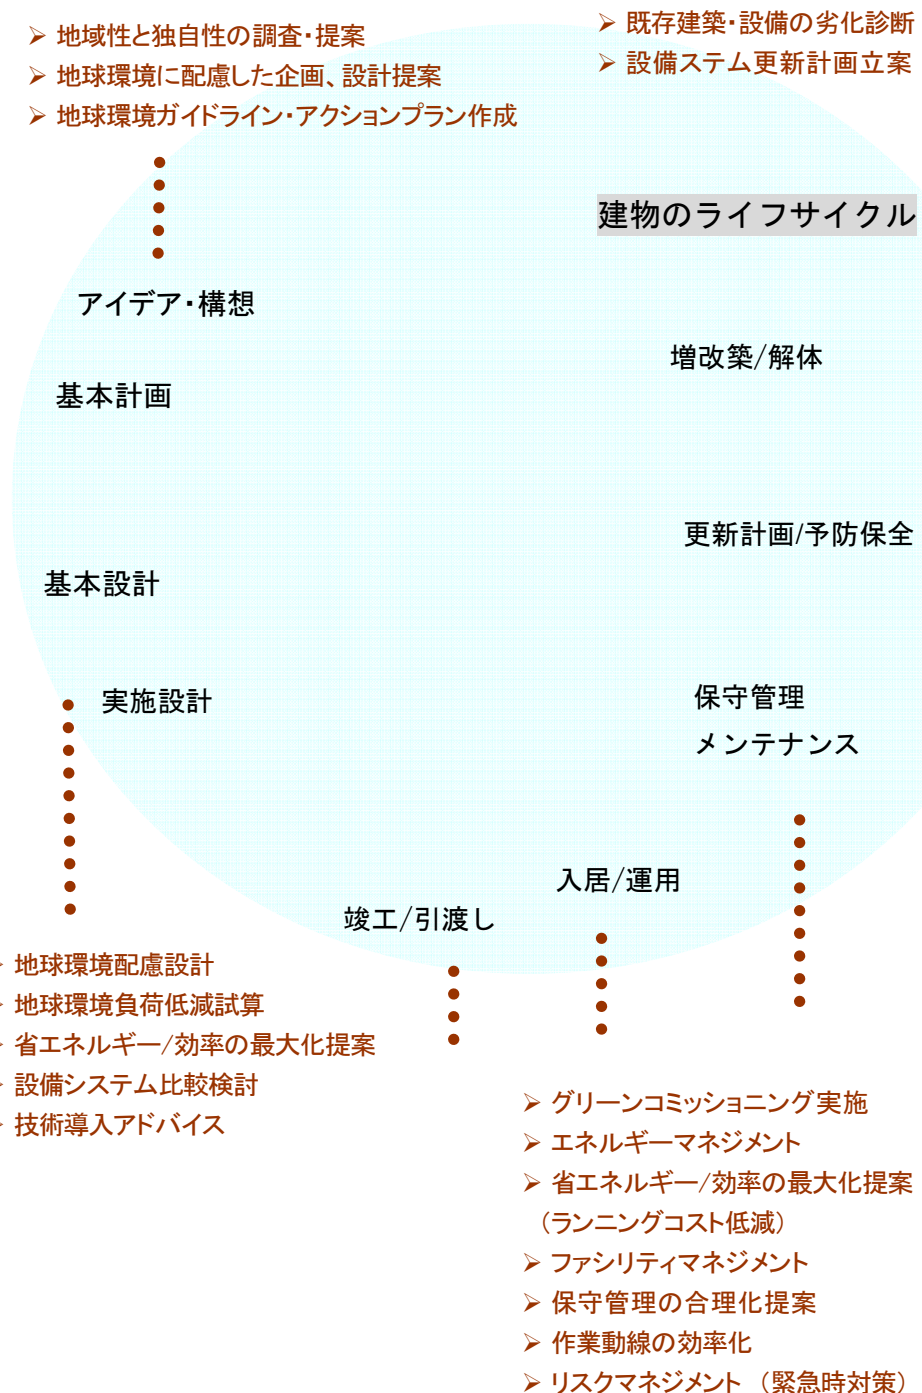 ➢ 地域性と独自性の調査・提案
➢ 地球環境に配慮した企画、設計提案
➢ 地球環境ガイドライン・アクションプラン作成
➢ 既存建築・設備の劣化診断
➢ 設備ステム更新計画立案
建物のライフサイクル
アイデア・構想
増改築/解体
基本計画
更新計画/予防保全
基本設計
実施設計
保守管理
メンテナンス
入居/運用
竣工/引渡し
➢ 地球環境配慮設計
➢ 地球環境負荷低減試算
➢ 省エネルギー/効率の最大化提案
➢ 設備システム比較検討
➢ 技術導入アドバイス
➢ グリーンコミッショニング実施
➢ エネルギーマネジメント
➢ 省エネルギー/効率の最大化提案
（ランニングコスト低減）
➢ ファシリティマネジメント
➢ 保守管理の合理化提案
➢ 作業動線の効率化
➢ リスクマネジメント （緊急時対策）